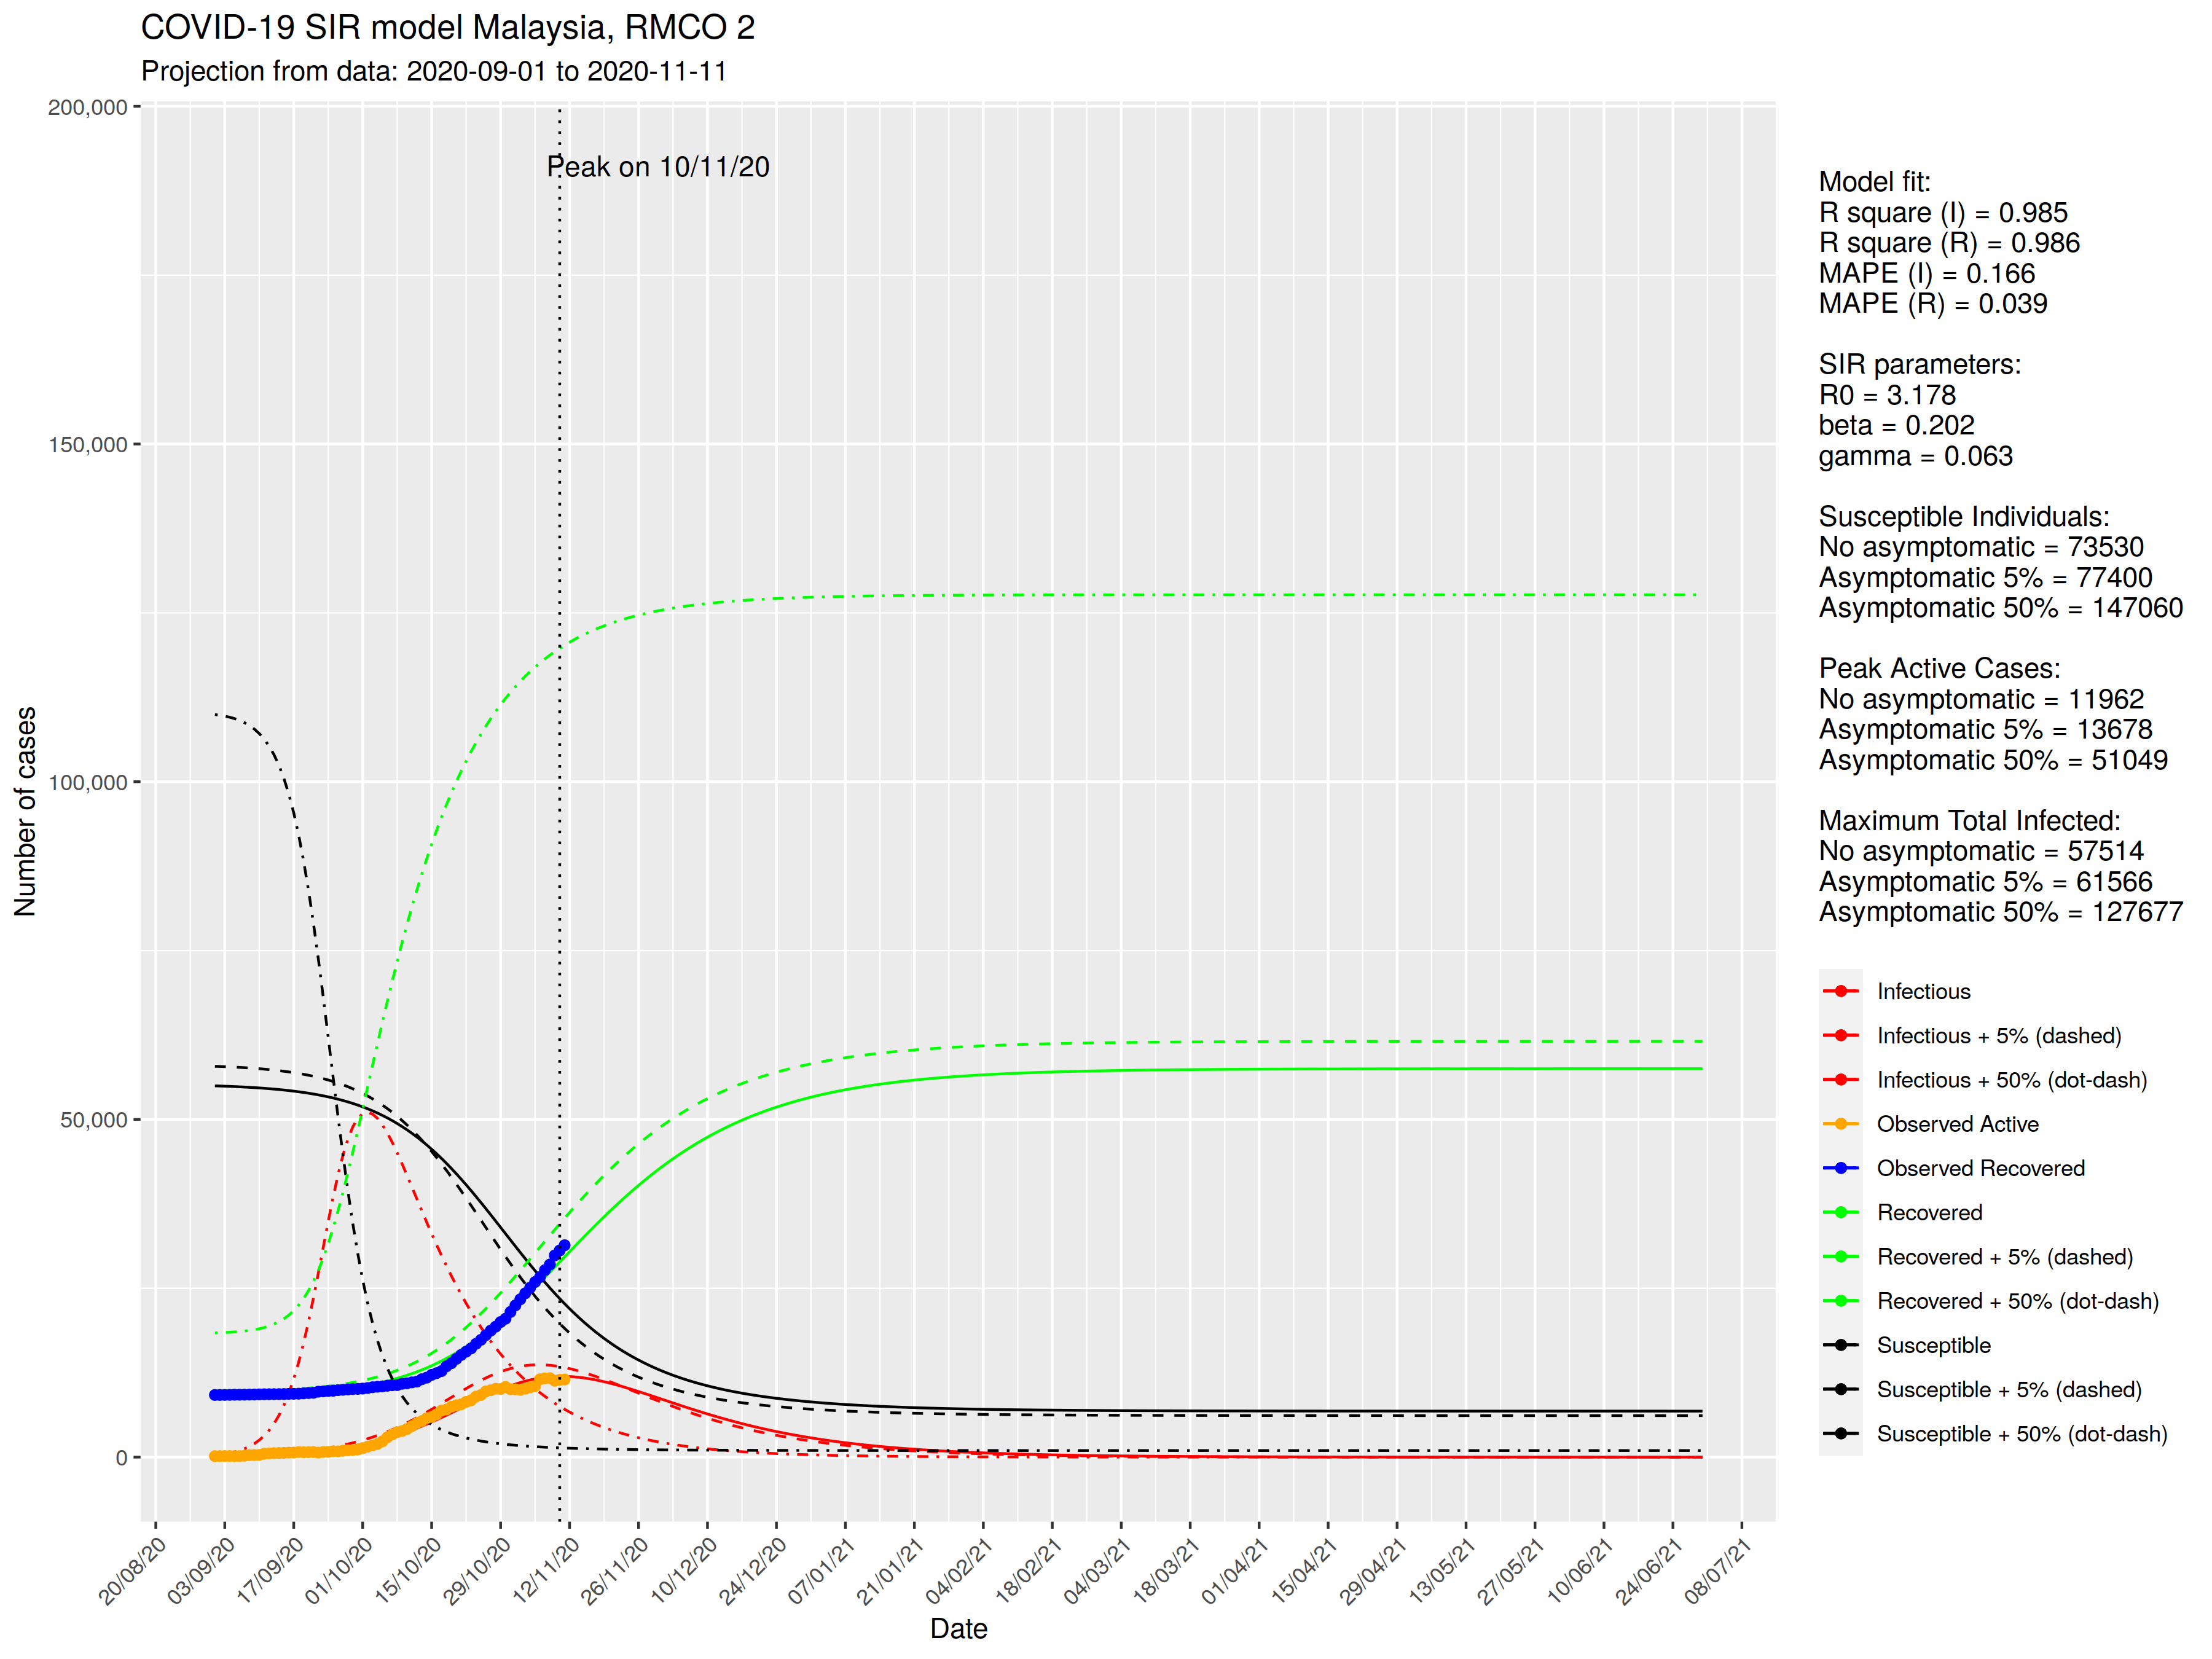 COVID-19 SIR model Malaysia, RMCO 2
Projection from data: 2020-09-01 to 2020-11-11
200,000
150,000
100,000
50,000
0
Number of cases
Peak on 10/11/20
20/08/20
03/09/20
17/09/20
01/10/20
15/10/20
29/10/20
12/11/20
26/11/20
10/12/20
24/12/20
07/01/21
21/01/21
04/02/21
18/02/21
04/03/21
18/03/21
01/04/21
15/04/21
29/04/21
13/05/21
27/05/21
10/06/21
24/06/21
08/07/21
Date
Model fit:
R square (I) = 0.985
R square (R) = 0.986
MAPE (I) = 0.166
MAPE (R) = 0.039
SIR parameters:
R0 = 3.178
beta = 0.202
gamma = 0.063
Susceptible Individuals:
No asymptomatic = 73530
Asymptomatic 5% = 77400
Asymptomatic 50% = 147060
Peak Active Cases:
No asymptomatic = 11962
Asymptomatic 5% = 13678
Asymptomatic 50% = 51049
Maximum Total Infected:
No asymptomatic = 57514
Asymptomatic 5% = 61566
Asymptomatic 50% = 127677
Infectious
Infectious + 5% (dashed)
Infectious + 50% (dot-dash)
Observed Active
Observed Recovered
Recovered
Recovered + 5% (dashed)
Recovered + 50% (dot-dash)
Susceptible
Susceptible + 5% (dashed)
Susceptible + 50% (dot-dash)